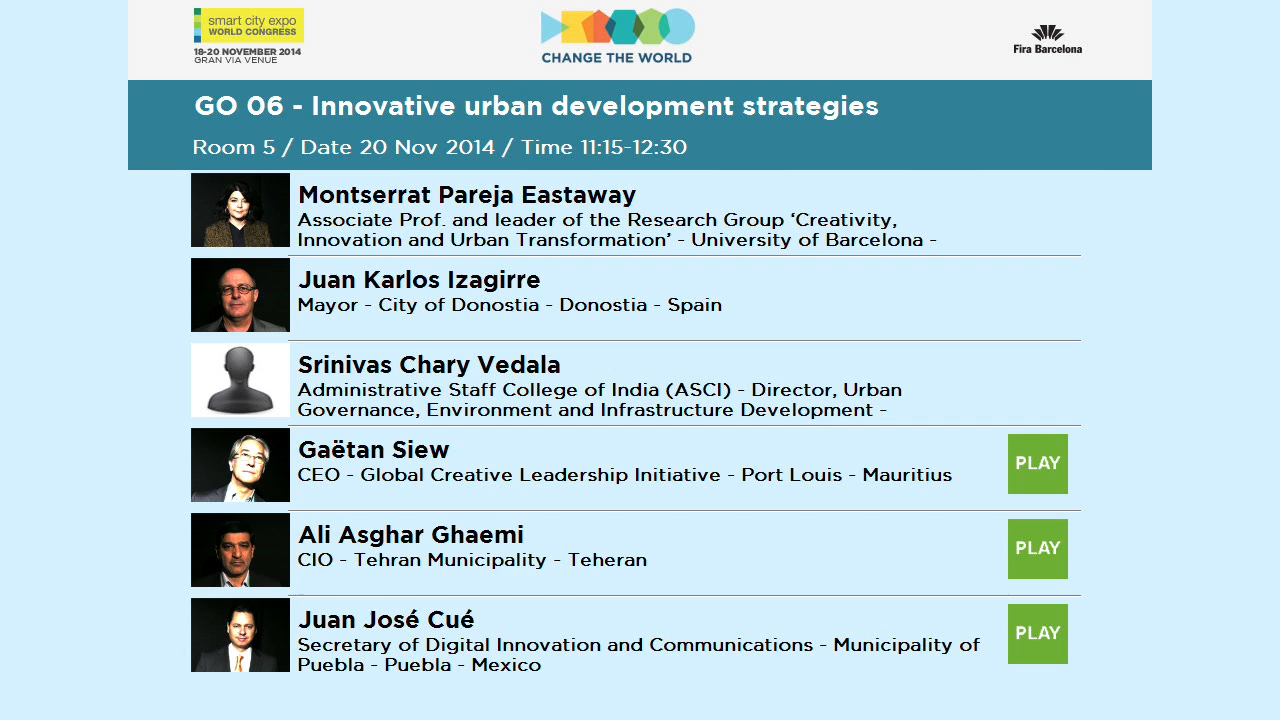 smart city expo
WORLD CONGRESS
18-20 NOVEMBER 2014
GRAN VIA VENUE
CHANGE THE WORLD
Fira Barcelona
GO 06 - Innovative urban development strategies
Room 5 / Date 20 Nov 2014 / Time 11:15-12:30
Montserrat Pareja Eastaway
Associate Prof. and leader of the Research Group ‘Creativity,
Innovation and Urban Transformation’ - University of Barcelona -
Juan Karlos Izagirre
Mayor - City of Donostia - Donostia - Spain
Srinivas Chary Vedala
Administrative Staff College of India (ASCI) - Director, Urban
Governance, Environment and Infrastructure Development -
Gaëtan Siew
CEO - Global Creative Leadership Initiative - Port Louis - Mauritius
PLAY
Ali Asghar Ghaemi
CIO - Tehran Municipality - Teheran
PLAY
Juan José Cué
Secretary of Digital Innovation and Communications - Municipality of
Puebla - Puebla - Mexico
PLAY